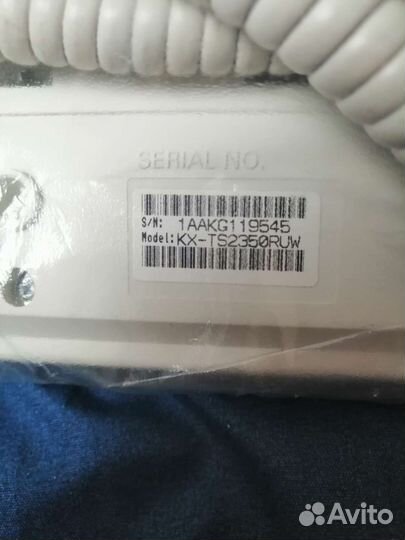 SERIAL NO.
S/N: 1AAKG119545
Model: KX-TS2350RUW
Avito